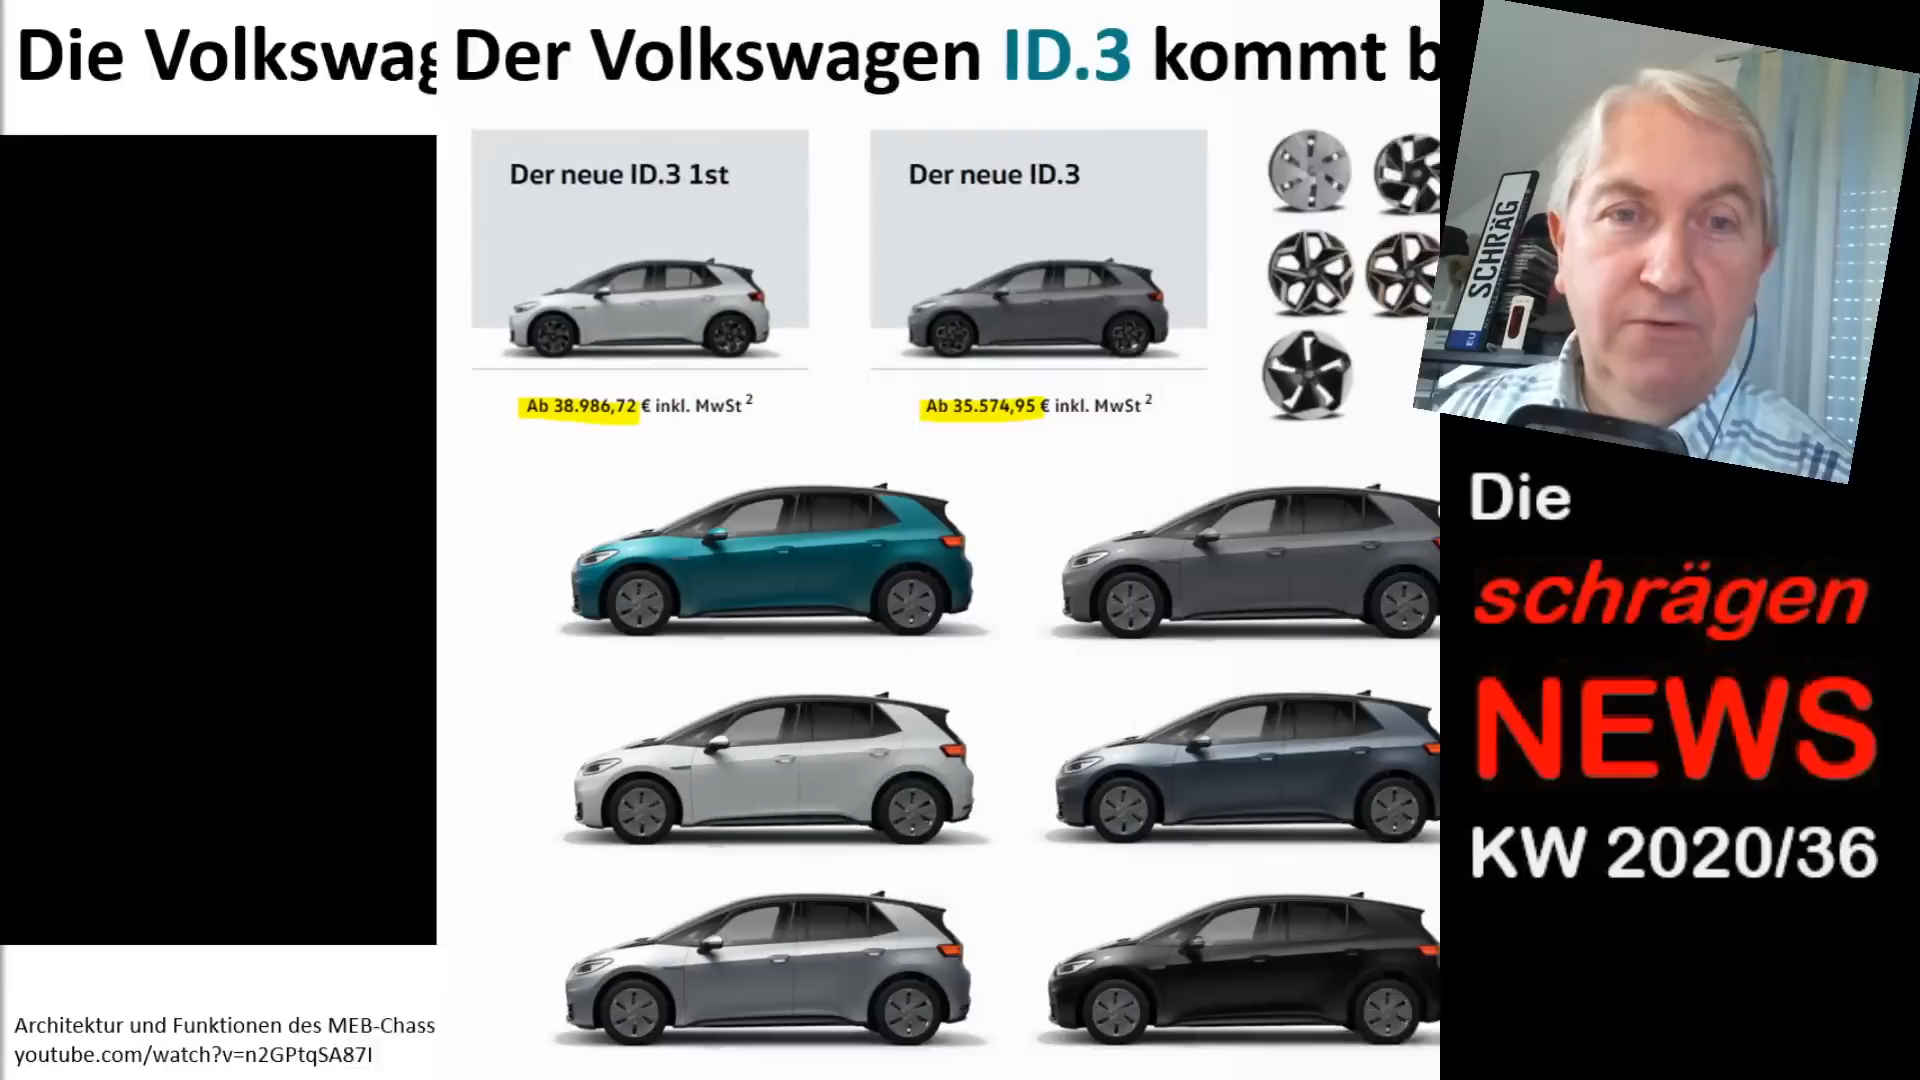 Die Volkswag
Der Volkswagen ID.3 kommt b
Der neue ID.3 1st
Ab 38.986,72 € inkl. MwSt 2
Der neue ID.3
Ab 35.574,95 € inkl. MwSt 2
Architektur und Funktionen des MEB-Chass
youtube.com/watch?v=n2GPtqSA87I
SCHRÄG
EU
Die
schrägen
NEWS
KW 2020/36